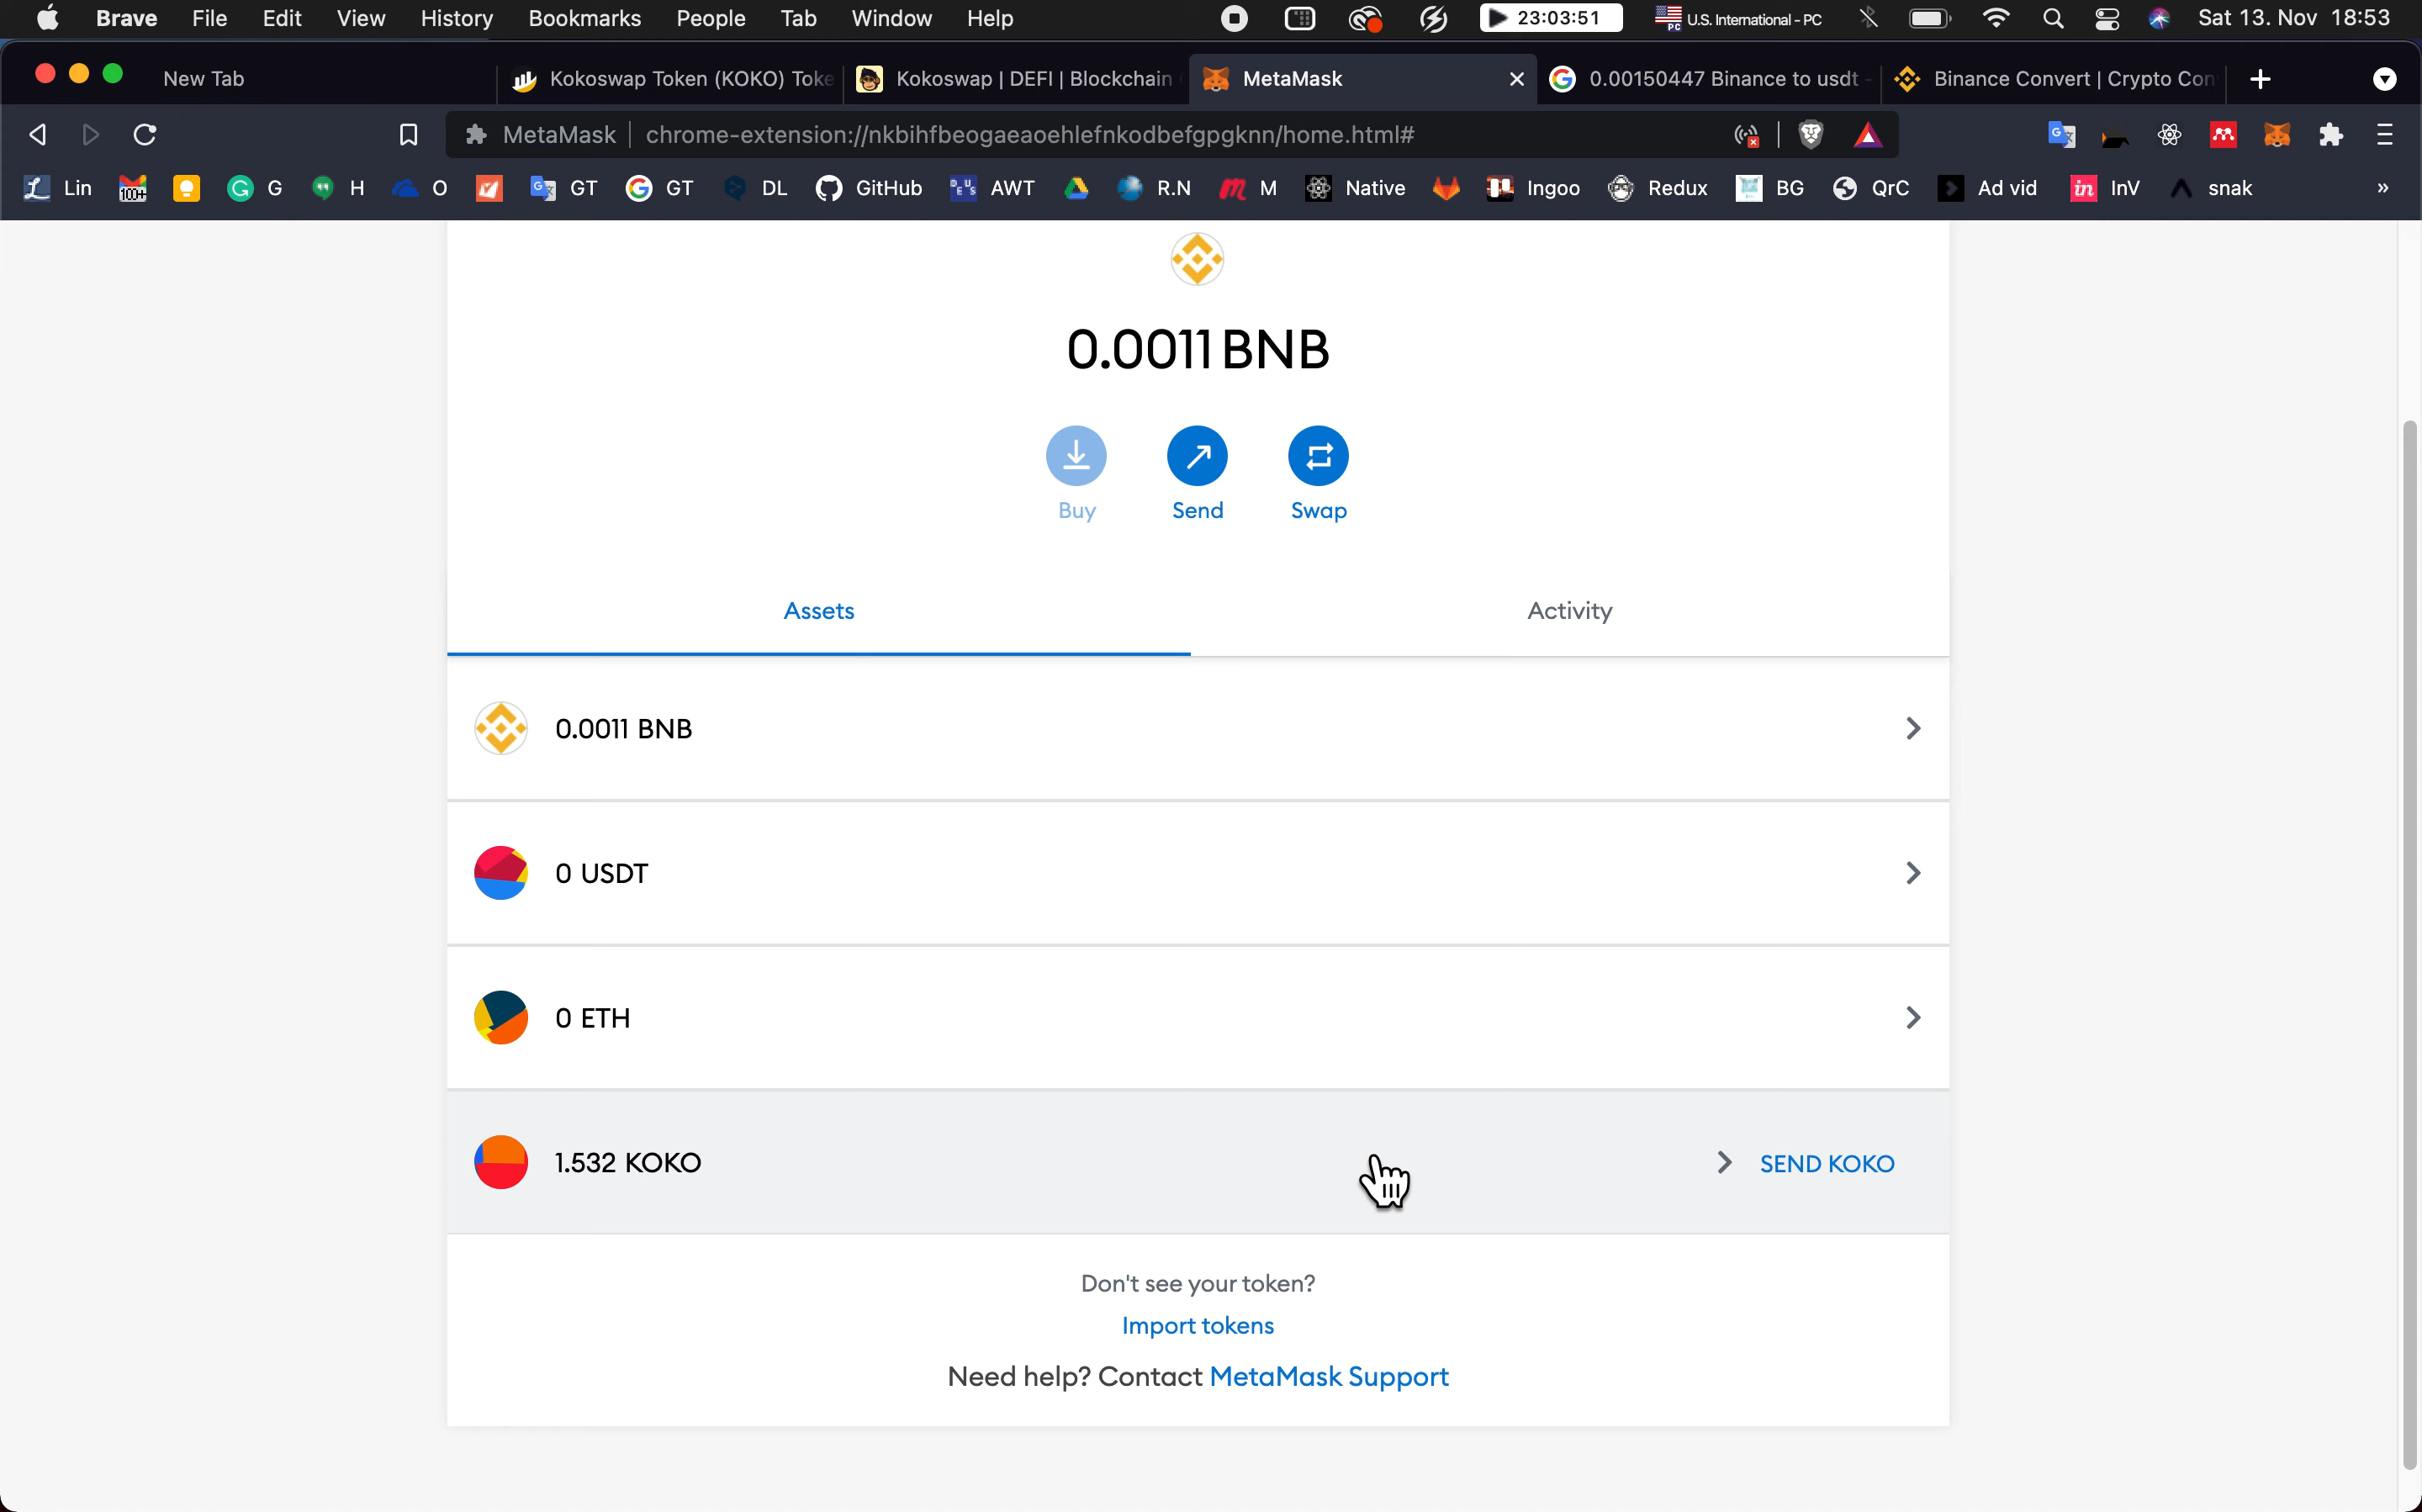 Brave File Edit View History Bookmarks People Tab Window Help 23:03:51 U.S. International - PC Sat 13. Nov 18:53
New Tab Kokoswap Token (KOKO) Toke Kokoswap | DEFI | Blockchain MetaMask 0.00150447 Binance to usdt - Binance Convert | Crypto Con
MetaMask chrome-extension://nkbihfbeogaeaoehlefnkodbefgpgknn/home.html#
Lin 100+ G H O GT GT DL GitHub AWT R.N M Native Ingoo Redux BG QrC Ad vid in InV snak »
0.0011 BNB
Buy Send Swap
Assets Activity
0.0011 BNB
0 USDT
0 ETH
1.532 KOKO SEND KOKO
Don't see your token?
Import tokens
Need help? Contact MetaMask Support